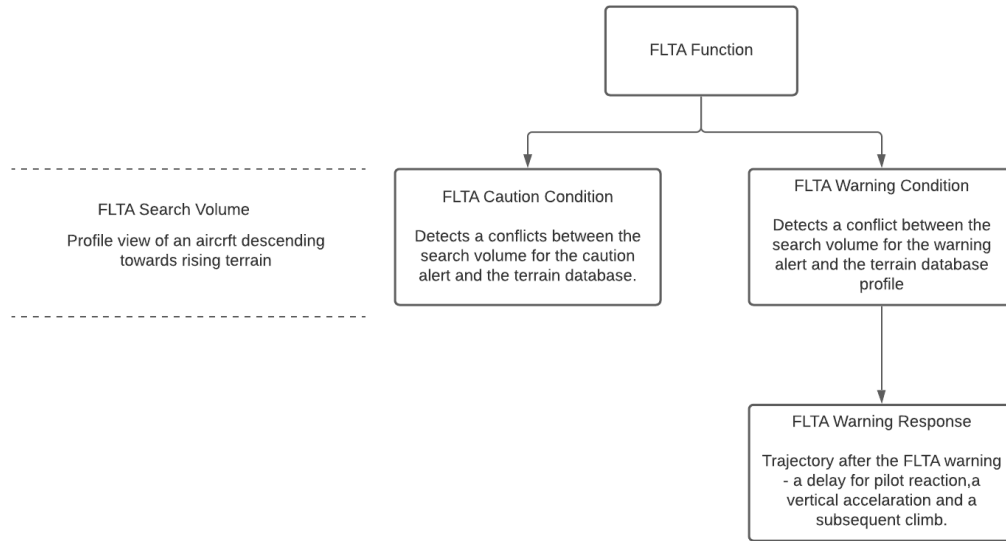 FLTA Function
FLTA Search Volume
Profile view of an aircrft descending
towards rising terrain
FLTA Caution Condition
Detects a conflicts between the
search volume for the caution
alert and the terrain database.
FLTA Warning Condition
Detects a conflict between the
search volume for the warning
alert and the terrain database
profile
FLTA Warning Response
Trajectory after the FLTA warning
- a delay for pilot reaction,a
vertical accelaration and a
subsequent climb.